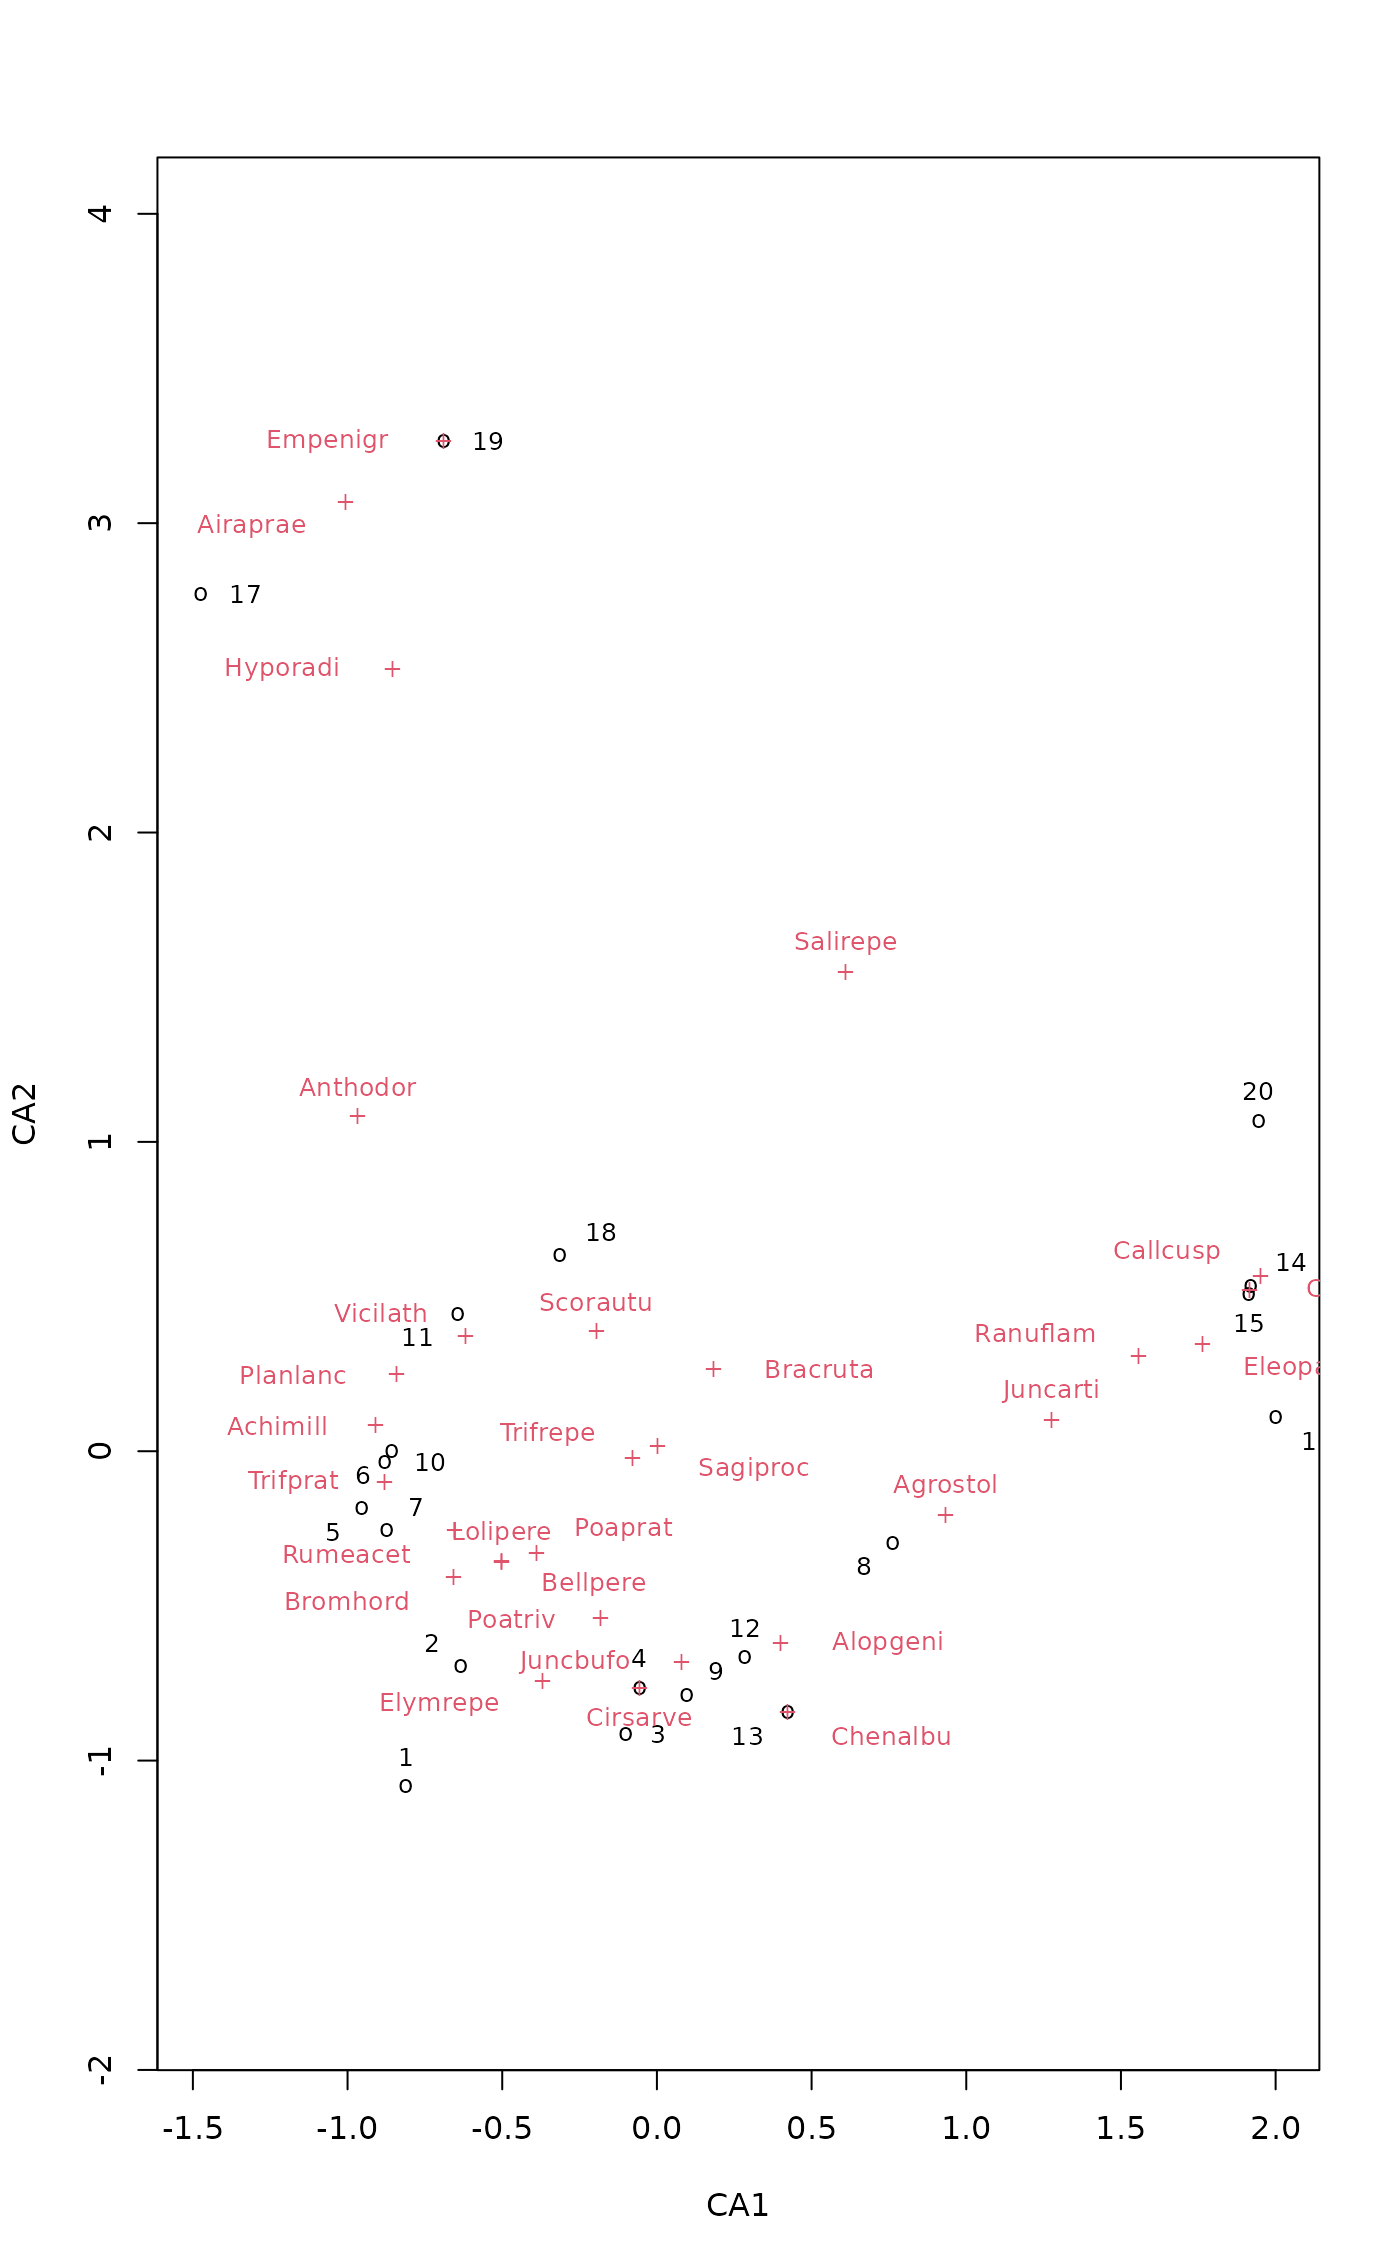 4
Empenigr
19
3
Airaprae
17
Hyporadi
2
Salirepe
Anthodor
20
CA2
1
18
Callcusp
14
Scorautu
C
Vicilath
11
15
Ranuflam
Planlanc
Bracruta
Eleop
Juncarti
Achimill
Trifrepe
0
10
1
6
Trifprat
Sagiproc
Agrostol
7
5
Lolipere
Poaprat
Rumeacet
8
Bellpere
Bromhord
Poatriv
12
2
Alopgeni
Juncbufo
4
9
Elymrepe
Cirsarve
3
13
Chenalbu
-1
1
-2
-1.5 -1.0 -0.5 0.0 0.5 1.0 1.5 2.0
CA1